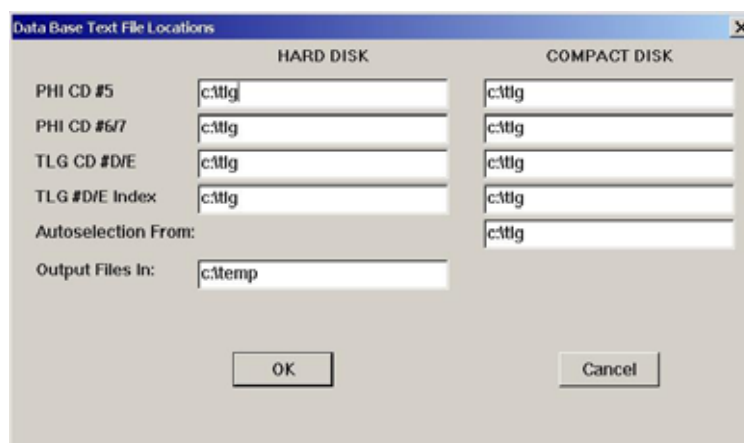 Data Base Text File Locations
HARD DISK COMPACT DISK
PHI CD #5 c:\tlg c:\tlg
PHI CD #6/7 c:\tlg c:\tlg
TLG CD #D/E c:\tlg c:\tlg
TLG #D/E Index c:\tlg c:\tlg
Autoselection From: c:\tlg
Output Files In: c:\temp
OK Cancel